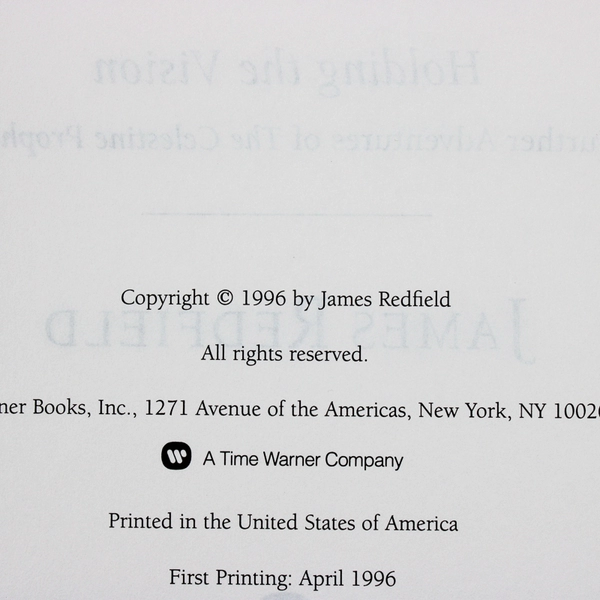 Holding the Vision
Further Adventures of The Celestine Proph
JAMES REDFIELD
Copyright © 1996 by James Redfield
All rights reserved.
ner Books, Inc., 1271 Avenue of the Americas, New York, NY 1002
A Time Warner Company
Printed in the United States of America
First Printing: April 1996